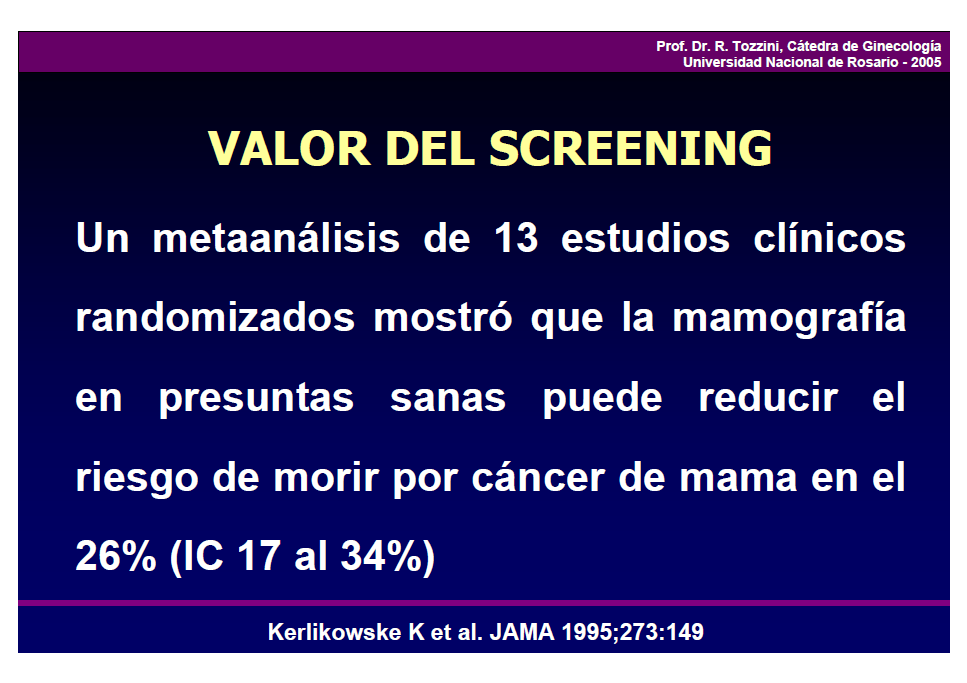 Prof. Dr. R. Tozzini, Cátedra de Ginecología
Universidad Nacional de Rosario - 2005
VALOR DEL SCREENING
Un metaanálisis de 13 estudios clínicos
randomizados mostró que la mamografía
en presuntas sanas puede reducir el
riesgo de morir por cáncer de mama en el
26% (IC 17 al 34%)
Kerlikowske K et al. JAMA 1995;273:149